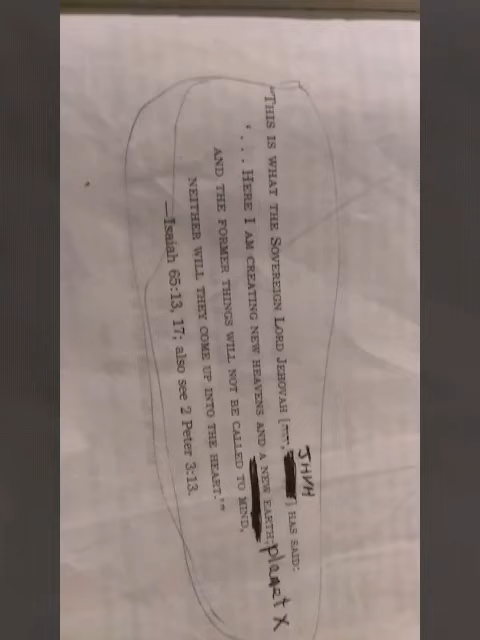 JHVH
"THIS IS WHAT THE SOVEREIGN LORD JEHOVAH [יהוה, ] HAS SAID:
'. . . HERE I AM CREATING NEW HEAVENS AND A NEW EARTH; planet X
AND THE FORMER THINGS WILL NOT BE CALLED TO MIND,
NEITHER WILL THEY COME UP INTO THE HEART.'"
—Isaiah 65:13, 17; also see 2 Peter 3:13.